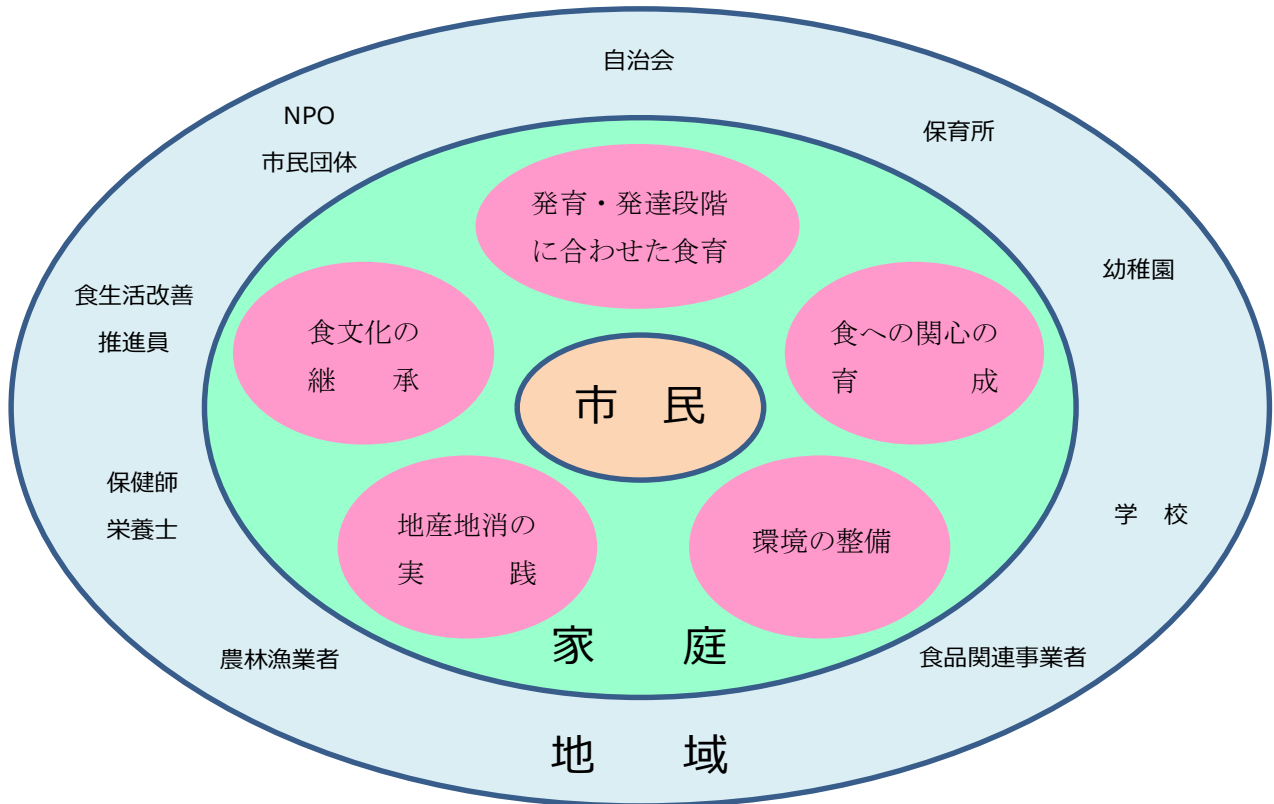 自治会
NPO
市民団体
保育所
発育・発達段階
に合わせた食育
幼稚園
食生活改善
推進員
食文化の
継　　承
食への関心の
育　　　成
市　民
保健師
栄養士
学　校
地産地消の
実　　　践
環境の整備
家　　庭
農林漁業者
食品関連事業者
地　　域